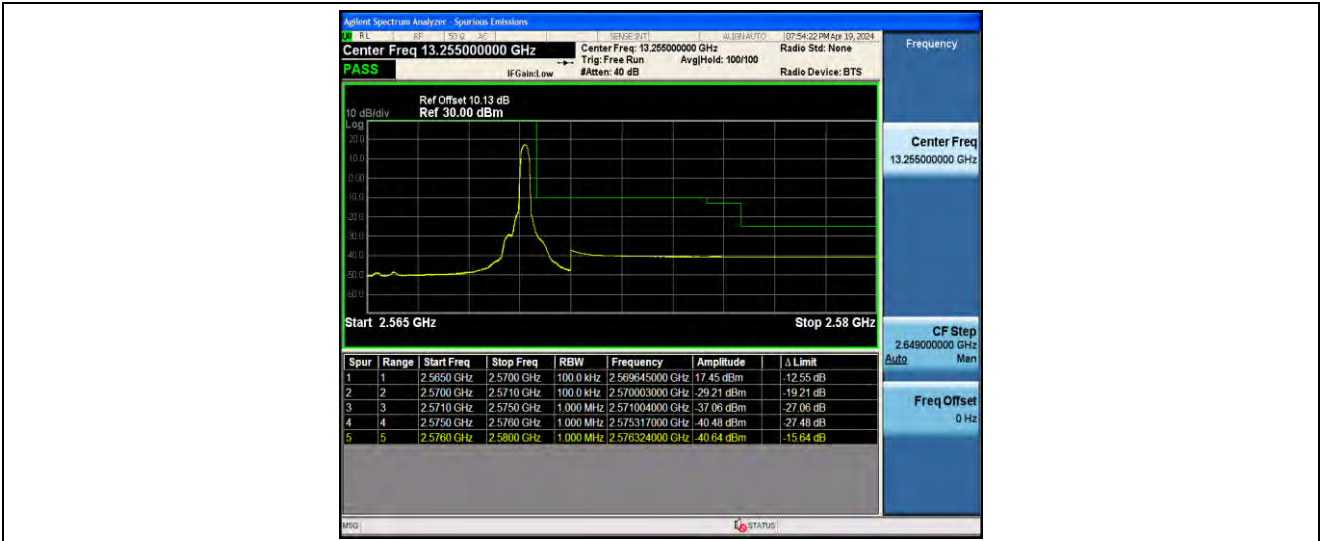 Agilent Spectrum Analyzer - Spurious Emissions
RL RF 50 Ω AC SENSE:INT ALIGNAUTO 07:54:22 PM Apr 19, 2024
Center Freq 13.255000000 GHz Center Freq: 13.255000000 GHz Radio Std: None
Trig: Free Run Avg|Hold: 100/100
PASS IFGain:Low #Atten: 40 dB Radio Device: BTS
Ref Offset 10.13 dB
10 dB/div Ref 30.00 dBm
Log
20.0
10.0
0.00
-10.0
-20.0
-30.0
-40.0
-50.0
-60.0
Start 2.565 GHz Stop 2.58 GHz
Spur Range Start Freq Stop Freq RBW Frequency Amplitude Δ Limit
1 1 2.5650 GHz 2.5700 GHz 100.0 kHz 2.569645000 GHz 17.45 dBm -12.55 dB
2 2 2.5700 GHz 2.5710 GHz 100.0 kHz 2.570003000 GHz -29.21 dBm -19.21 dB
3 3 2.5710 GHz 2.5750 GHz 1.000 MHz 2.571004000 GHz -37.06 dBm -27.06 dB
4 4 2.5750 GHz 2.5760 GHz 1.000 MHz 2.575317000 GHz -40.48 dBm -27.48 dB
5 5 2.5760 GHz 2.5800 GHz 1.000 MHz 2.576324000 GHz -40.64 dBm -15.64 dB
MSG STATUS
Frequency
Center Freq
13.255000000 GHz
CF Step
2.649000000 GHz
Auto Man
Freq Offset
0 Hz